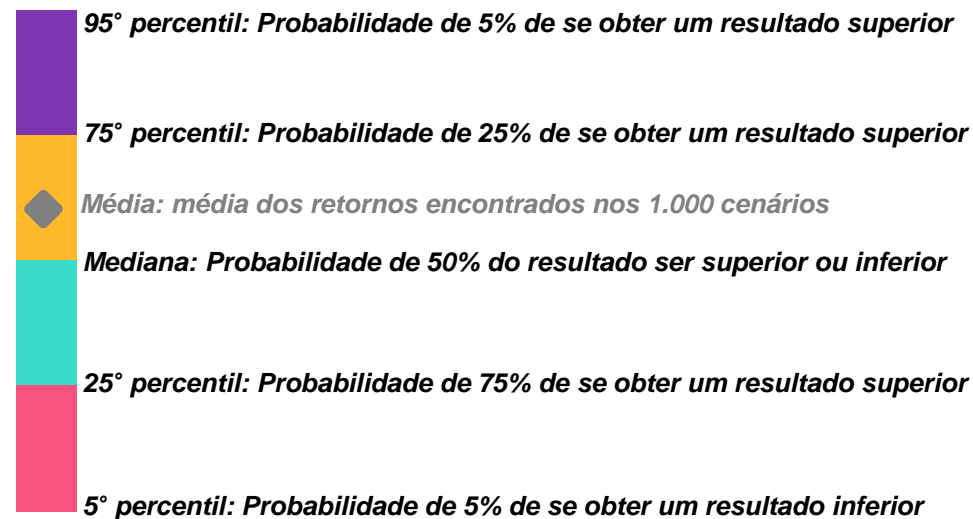 95° percentil: Probabilidade de 5% de se obter um resultado superior
75° percentil: Probabilidade de 25% de se obter um resultado superior
Média: média dos retornos encontrados nos 1.000 cenários
Mediana: Probabilidade de 50% do resultado ser superior ou inferior
25° percentil: Probabilidade de 75% de se obter um resultado superior
5° percentil: Probabilidade de 5% de se obter um resultado inferior